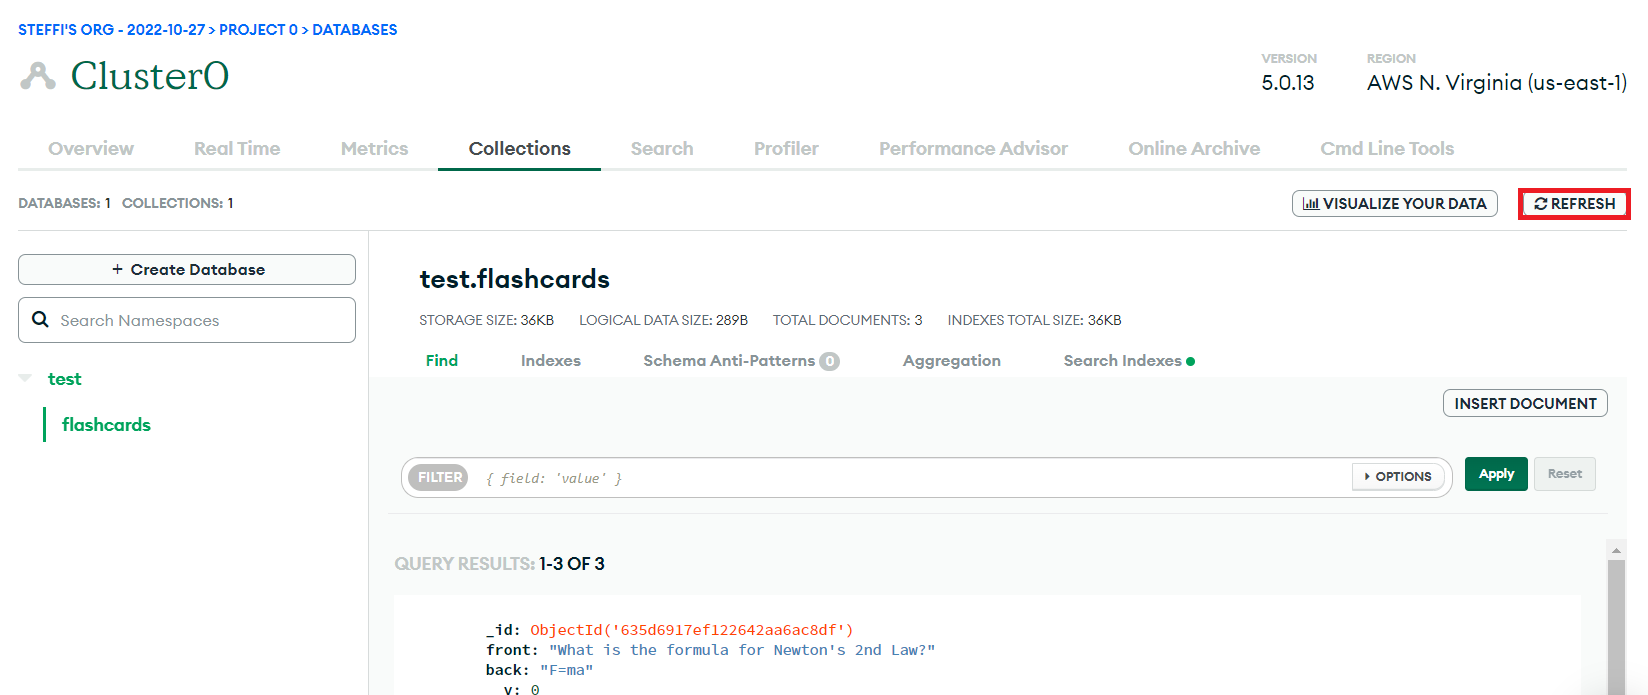 STEFFI'S ORG - 2022-10-27 > PROJECT 0 > DATABASES
Cluster0
VERSION
5.0.13
REGION
AWS N. Virginia (us-east-1)
Overview Real Time Metrics Collections Search Profiler Performance Advisor Online Archive Cmd Line Tools
DATABASES: 1 COLLECTIONS: 1
VISUALIZE YOUR DATA
REFRESH
+ Create Database
Search Namespaces
test
flashcards
test.flashcards
STORAGE SIZE: 36KB LOGICAL DATA SIZE: 289B TOTAL DOCUMENTS: 3 INDEXES TOTAL SIZE: 36KB
Find Indexes Schema Anti-Patterns 0 Aggregation Search Indexes
INSERT DOCUMENT
FILTER { field: 'value' } OPTIONS Apply Reset
QUERY RESULTS: 1-3 OF 3
_id: ObjectId('635d6917ef122642aa6ac8df')
front: "What is the formula for Newton's 2nd Law?"
back: "F=ma"
v: 0